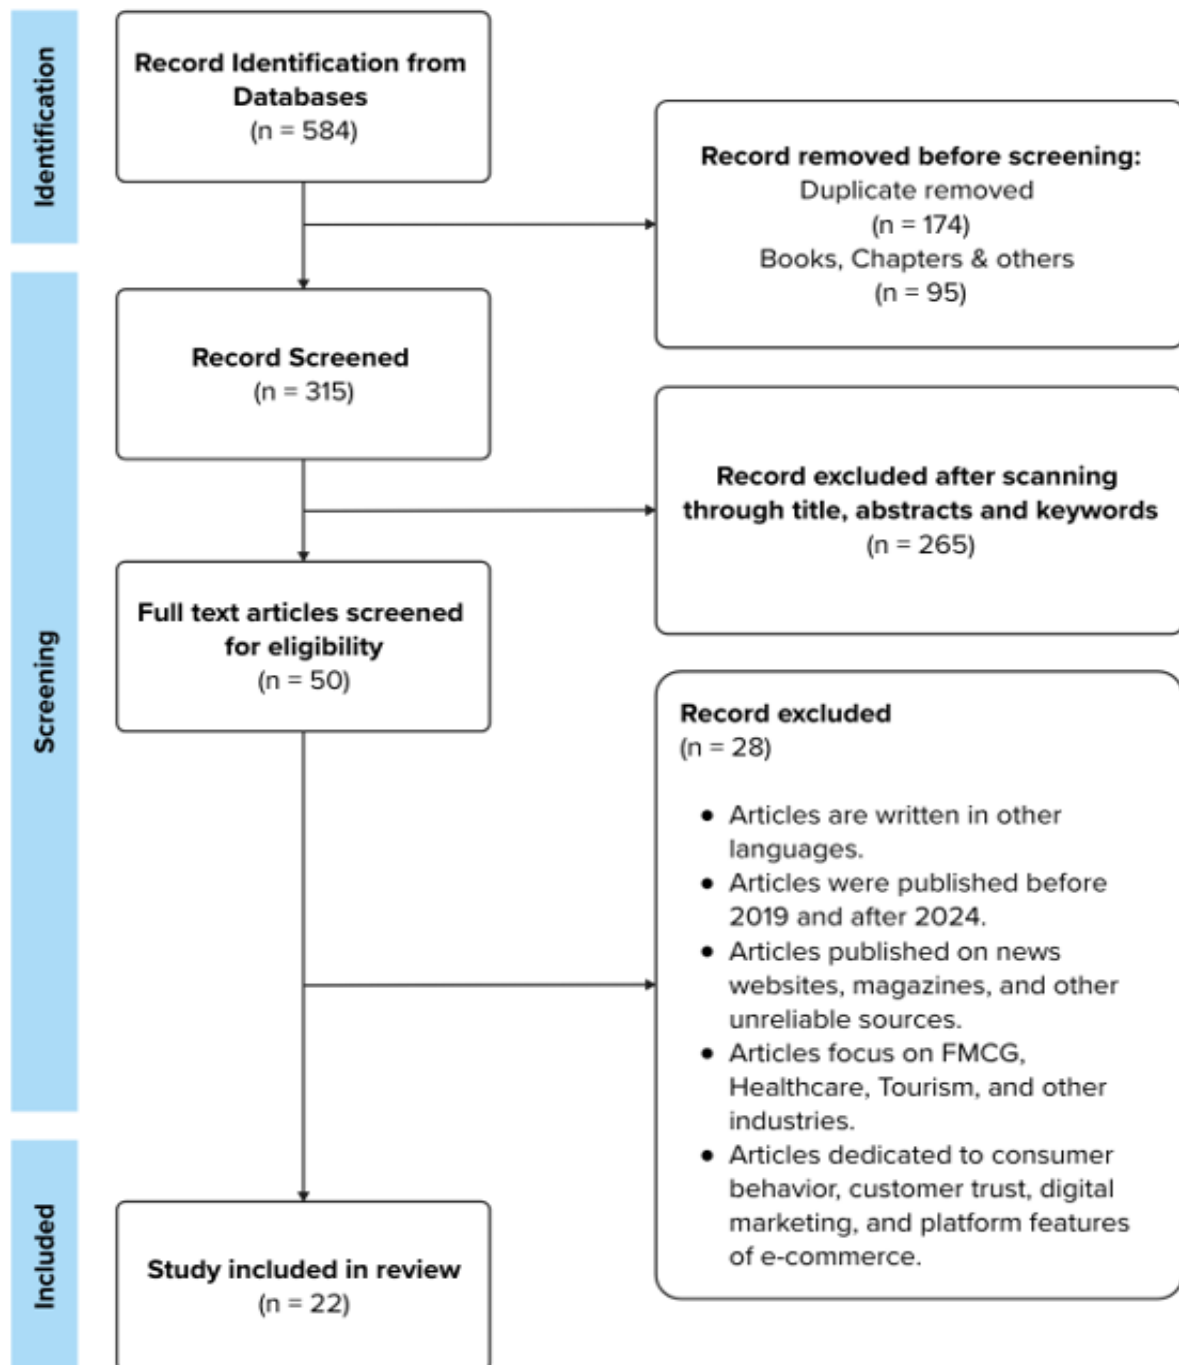 Identification
Record Identification from
Databases
(n = 584)
Record removed before screening:
Duplicate removed
(n = 174)
Books, Chapters & others
(n = 95)
Screening
Record Screened
(n = 315)
Record excluded after scanning
through title, abstracts and keywords
(n = 265)
Full text articles screened
for eligibility
(n = 50)
Record excluded
(n = 28)
• Articles are written in other
languages.
• Articles were published before
2019 and after 2024.
• Articles published on news
websites, magazines, and other
unreliable sources.
• Articles focus on FMCG,
Healthcare, Tourism, and other
industries.
• Articles dedicated to consumer
behavior, customer trust, digital
marketing, and platform features
of e-commerce.
Included
Study included in review
(n = 22)